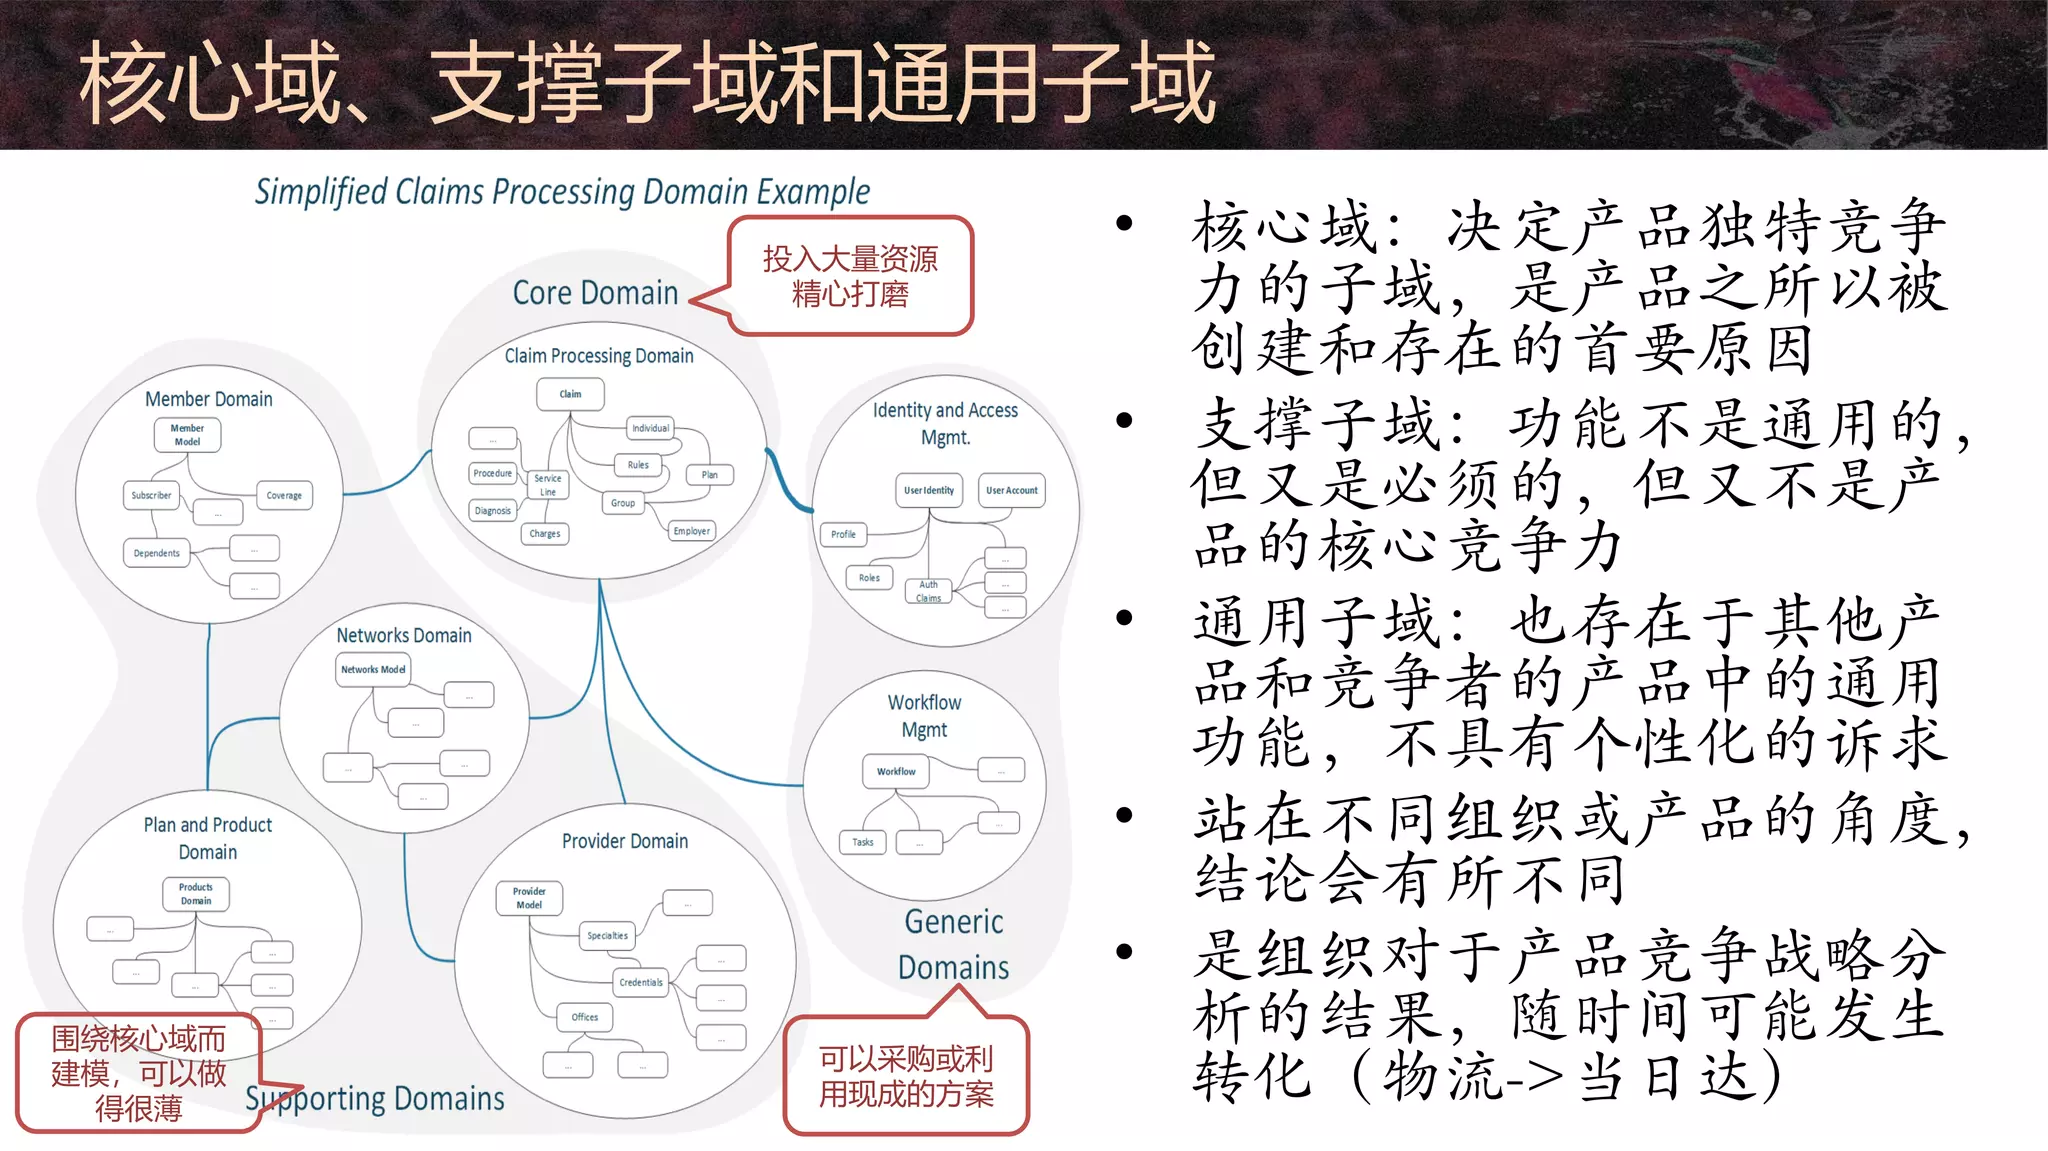 核心域、支撑子域和通用子域
Simplified Claims Processing Domain Example
投入大量资源
精心打磨
Core Domain
Claim Processing Domain
Claim
Individual
...
Rules
Procedure
Service
Line
Plan
Diagnosis
Group
Charges
Employer
Member Domain
Member
Model
Subscriber
Coverage
...
Dependents
...
...
Identity and Access
Mgmt.
User Identity
User Account
Profile
Roles
Auth
Claims
...
...
...
Networks Domain
Networks Model
...
...
...
...
...
Workflow
Mgmt
Workflow
...
Tasks
...
...
Plan and Product
Domain
Products
Domain
...
...
...
...
...
...
Provider Domain
Provider
Model
...
Specialties
...
Credentials
...
...
Offices
...
...
Generic
Domains
围绕核心域而
建模，可以做
得很薄
Supporting Domains
可以采购或利
用现成的方案
• 核心域：决定产品独特竞争
力的子域，是产品之所以被
创建和存在的首要原因
• 支撑子域：功能不是通用的，
但又是必须的，但又不是产
品的核心竞争力
• 通用子域：也存在于其他产
品和竞争者的产品中的通用
功能，不具有个性化的诉求
• 站在不同组织或产品的角度，
结论会有所不同
• 是组织对于产品竞争战略分
析的结果，随时间可能发生
转化（物流->当日达）